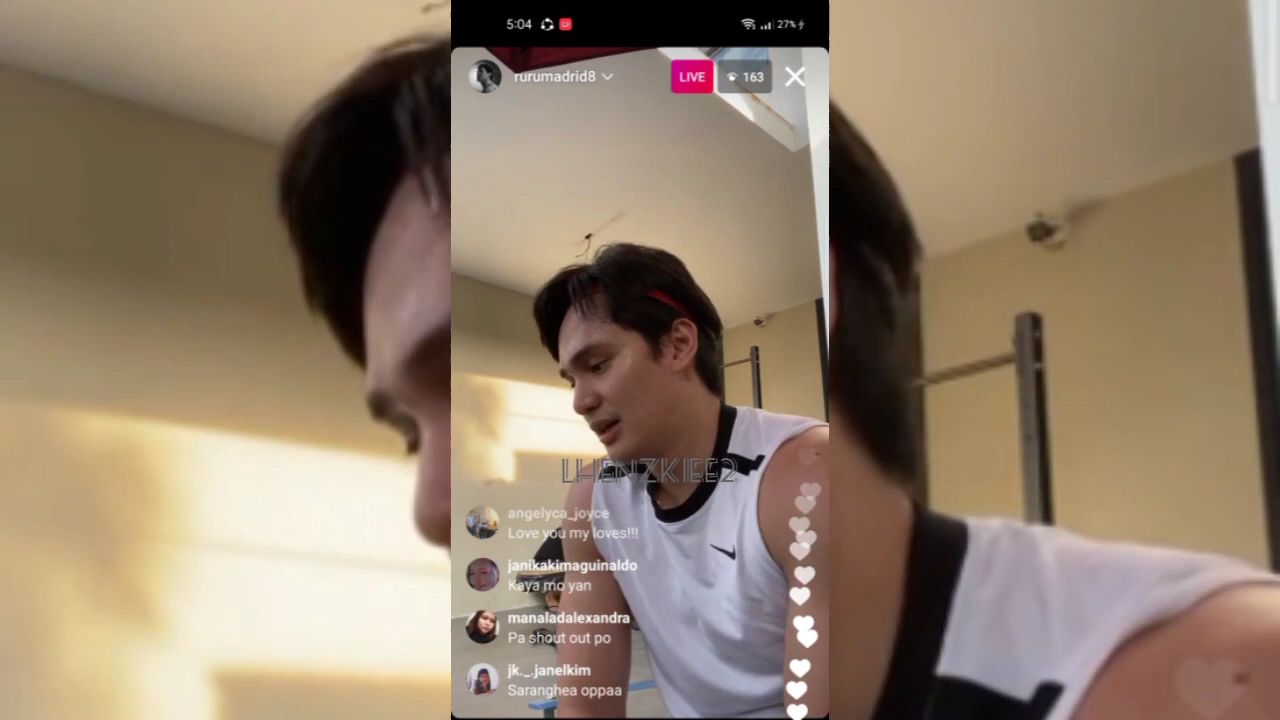 5:04
27%
rurumadrid8
LIVE
163
LHENZKIEE2
angelyca_joyce
Love you my loves!!!
janikakimaguinaldo
Kaya mo yan
manaladalexandra
Pa shout out po
jk._.janelkim
Saranghea oppaa